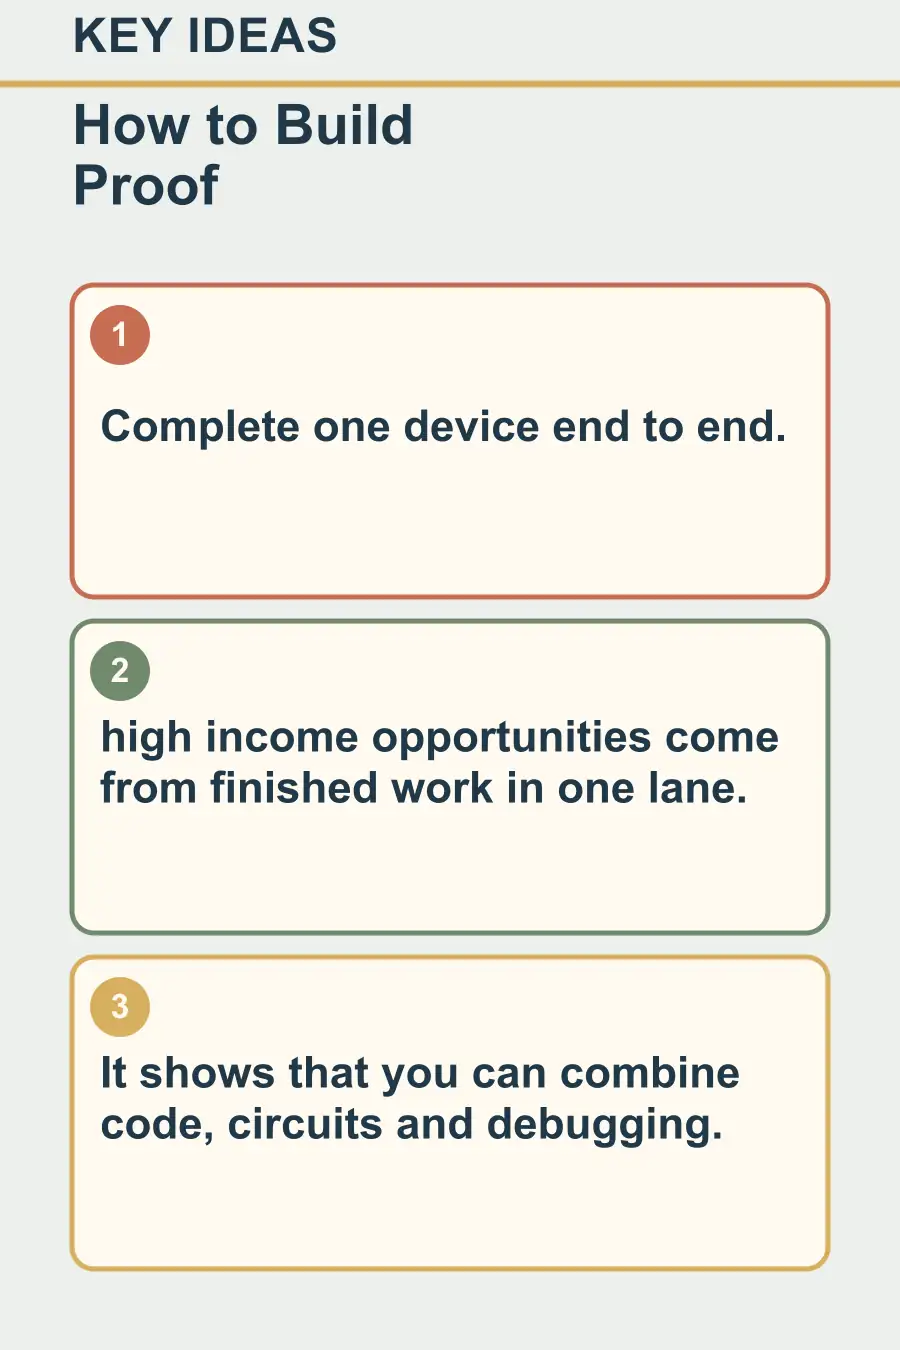 KEY IDEAS
How to Build
Proof
1
Complete one device end to end.
2
high income opportunities come
from finished work in one lane.
3
It shows that you can combine
code, circuits and debugging.